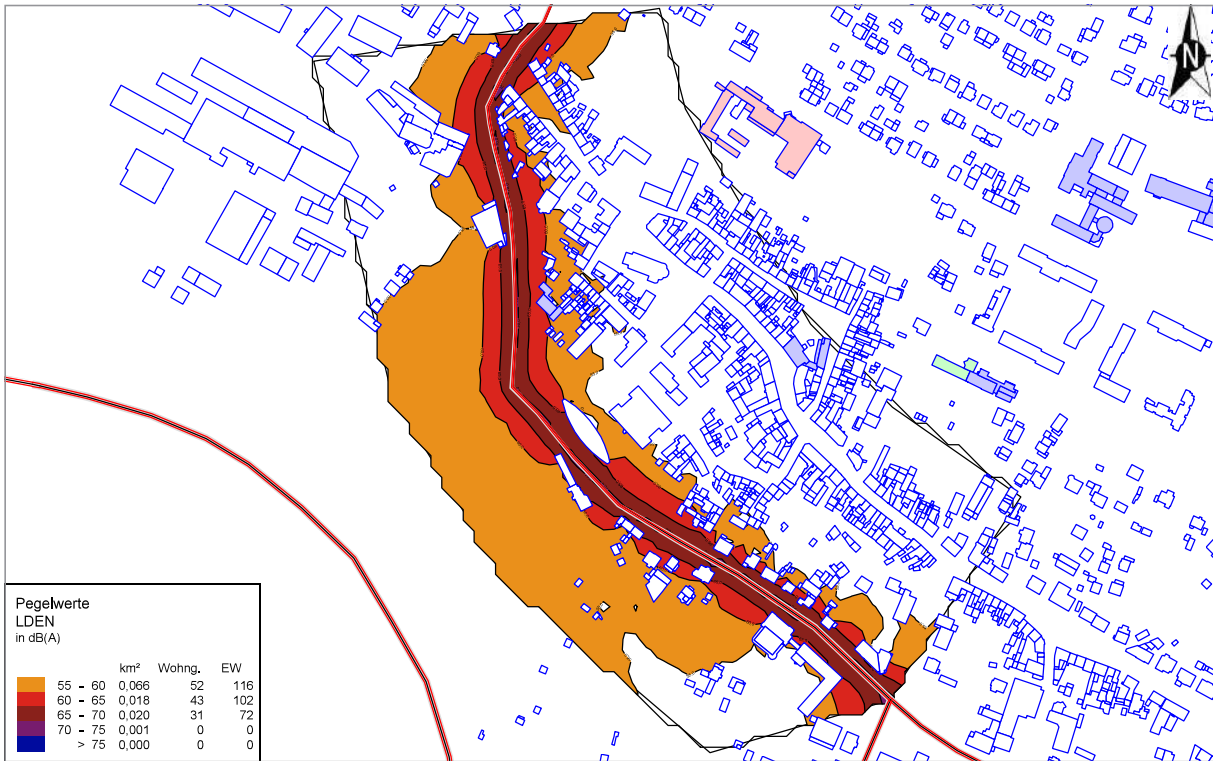 N
Pegelwerte
LDEN
in dB(A)
km² Wohng. EW
55 - 60 0,066 52 116
60 - 65 0,018 43 102
65 - 70 0,020 31 72
70 - 75 0,001 0 0
> 75 0,000 0 0